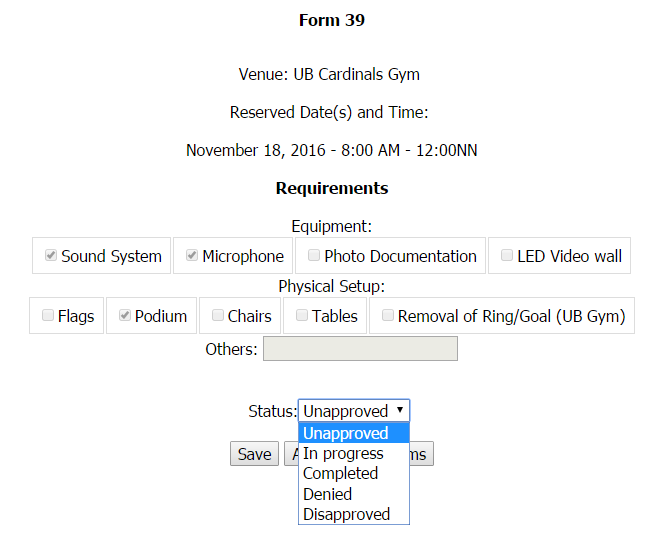 Form 39
Venue: UB Cardinals Gym
Reserved Date(s) and Time:
November 18, 2016 - 8:00 AM - 12:00NN
Requirements
Equipment:
Sound System Microphone Photo Documentation LED Video wall
Physical Setup:
Flags Podium Chairs Tables Removal of Ring/Goal (UB Gym)
Others:
Status: Unapproved
Unapproved
Save
In progress
Completed
Denied
Disapproved